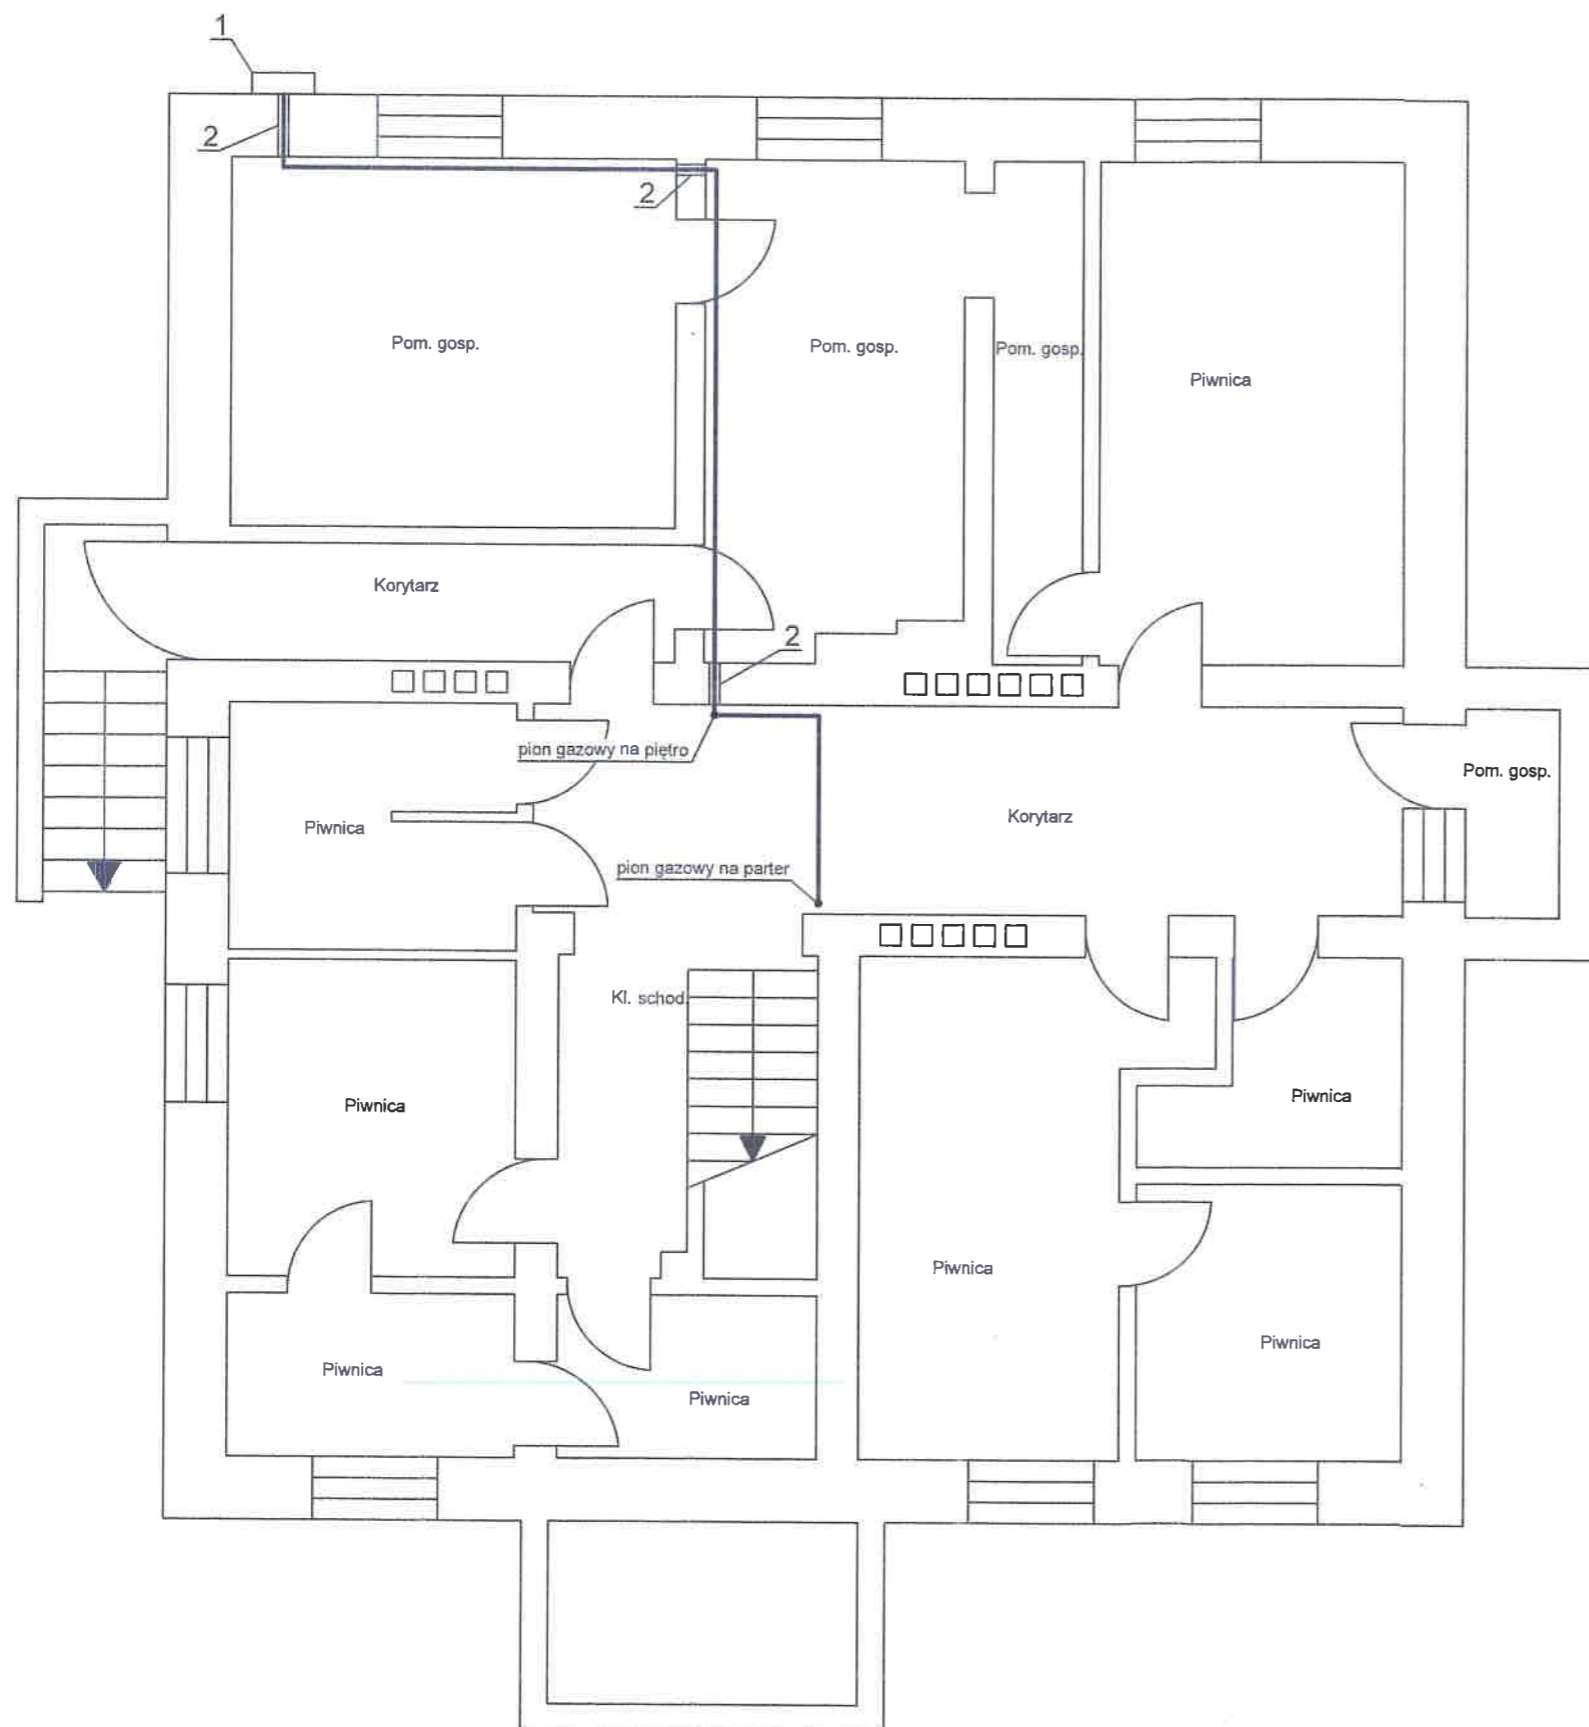 1
2
2
Pom. gosp.
Pom. gosp.
Pom. gosp.
Piwnica
Korytarz
2
pion gazowy na piętro
Pom. gosp.
Piwnica
Korytarz
pion gazowy na parter
Kl. schod.
Piwnica
Piwnica
Piwnica
Piwnica
Piwnica
Piwnica